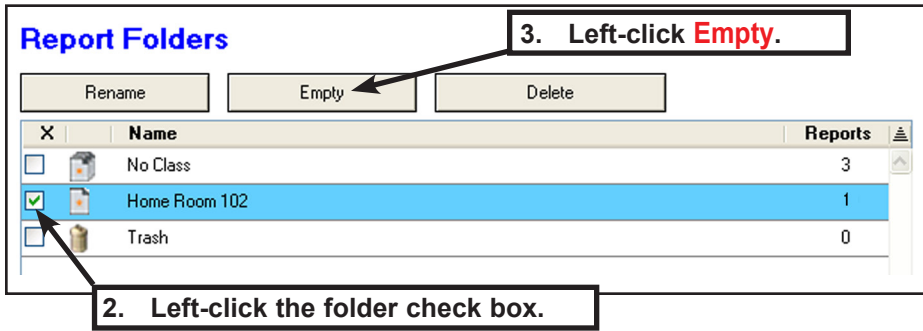 Report Folders
3. Left-click Empty.
Rename Empty Delete
X Name Reports
No Class 3
Home Room 102 1
Trash 0
2. Left-click the folder check box.